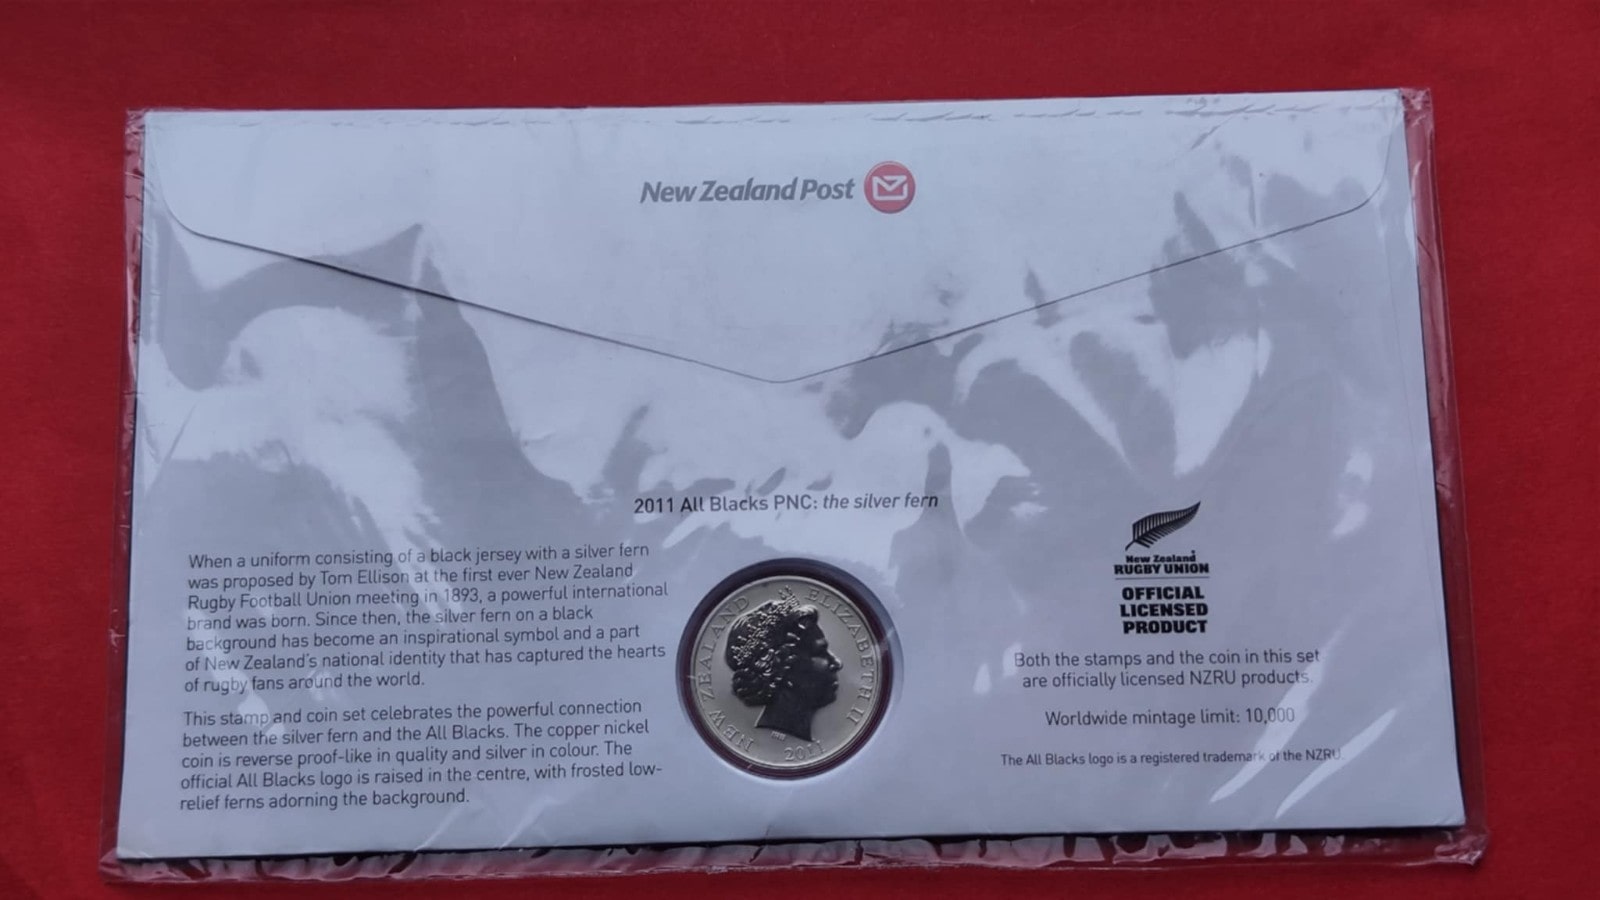 New Zealand Post
2011 All Blacks PNC: the silver fern
When a uniform consisting of a black jersey with a silver fern
was proposed by Tom Ellison at the first ever New Zealand
Rugby Football Union meeting in 1893, a powerful international
brand was born. Since then, the silver fern on a black
background has become an inspirational symbol and a part
of New Zealand's national identity that has captured the hearts
of rugby fans around the world.
This stamp and coin set celebrates the powerful connection
between the silver fern and the All Blacks. The copper nickel
coin is reverse proof-like in quality and silver in colour. The
official All Blacks logo is raised in the centre, with frosted low-
relief ferns adorning the background.
NEW ZEALAND ELIZABETH II
2011
New Zealand
RUGBY UNION
OFFICIAL
LICENSED
PRODUCT
Both the stamps and the coin in this set
are officially licensed NZRU products.
Worldwide mintage limit: 10,000
The All Blacks logo is a registered trademark of the NZRU.